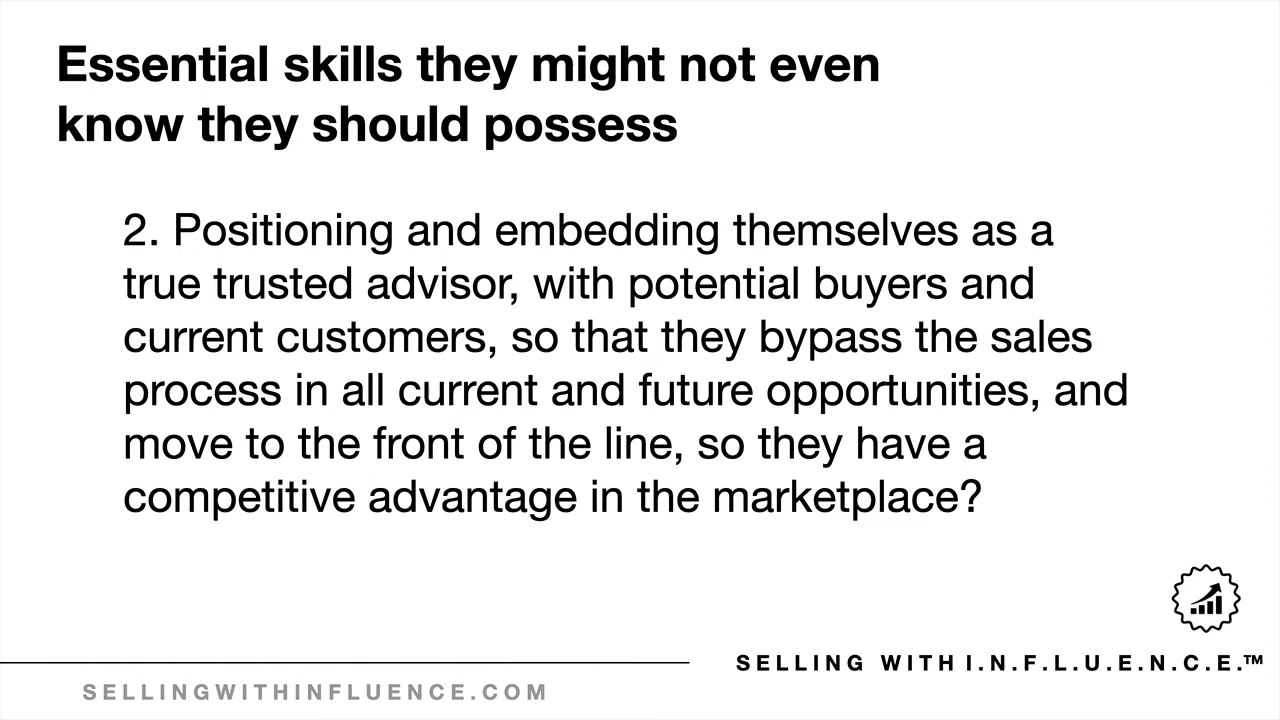 Essential skills they might not even
know they should possess
2. Positioning and embedding themselves as a
true trusted advisor, with potential buyers and
current customers, so that they bypass the sales
process in all current and future opportunities, and
move to the front of the line, so they have a
competitive advantage in the marketplace?
SELLING WITH I.N.F.L.U.E.N.C.E.™
SELLINGWITHINFLUENCE.COM